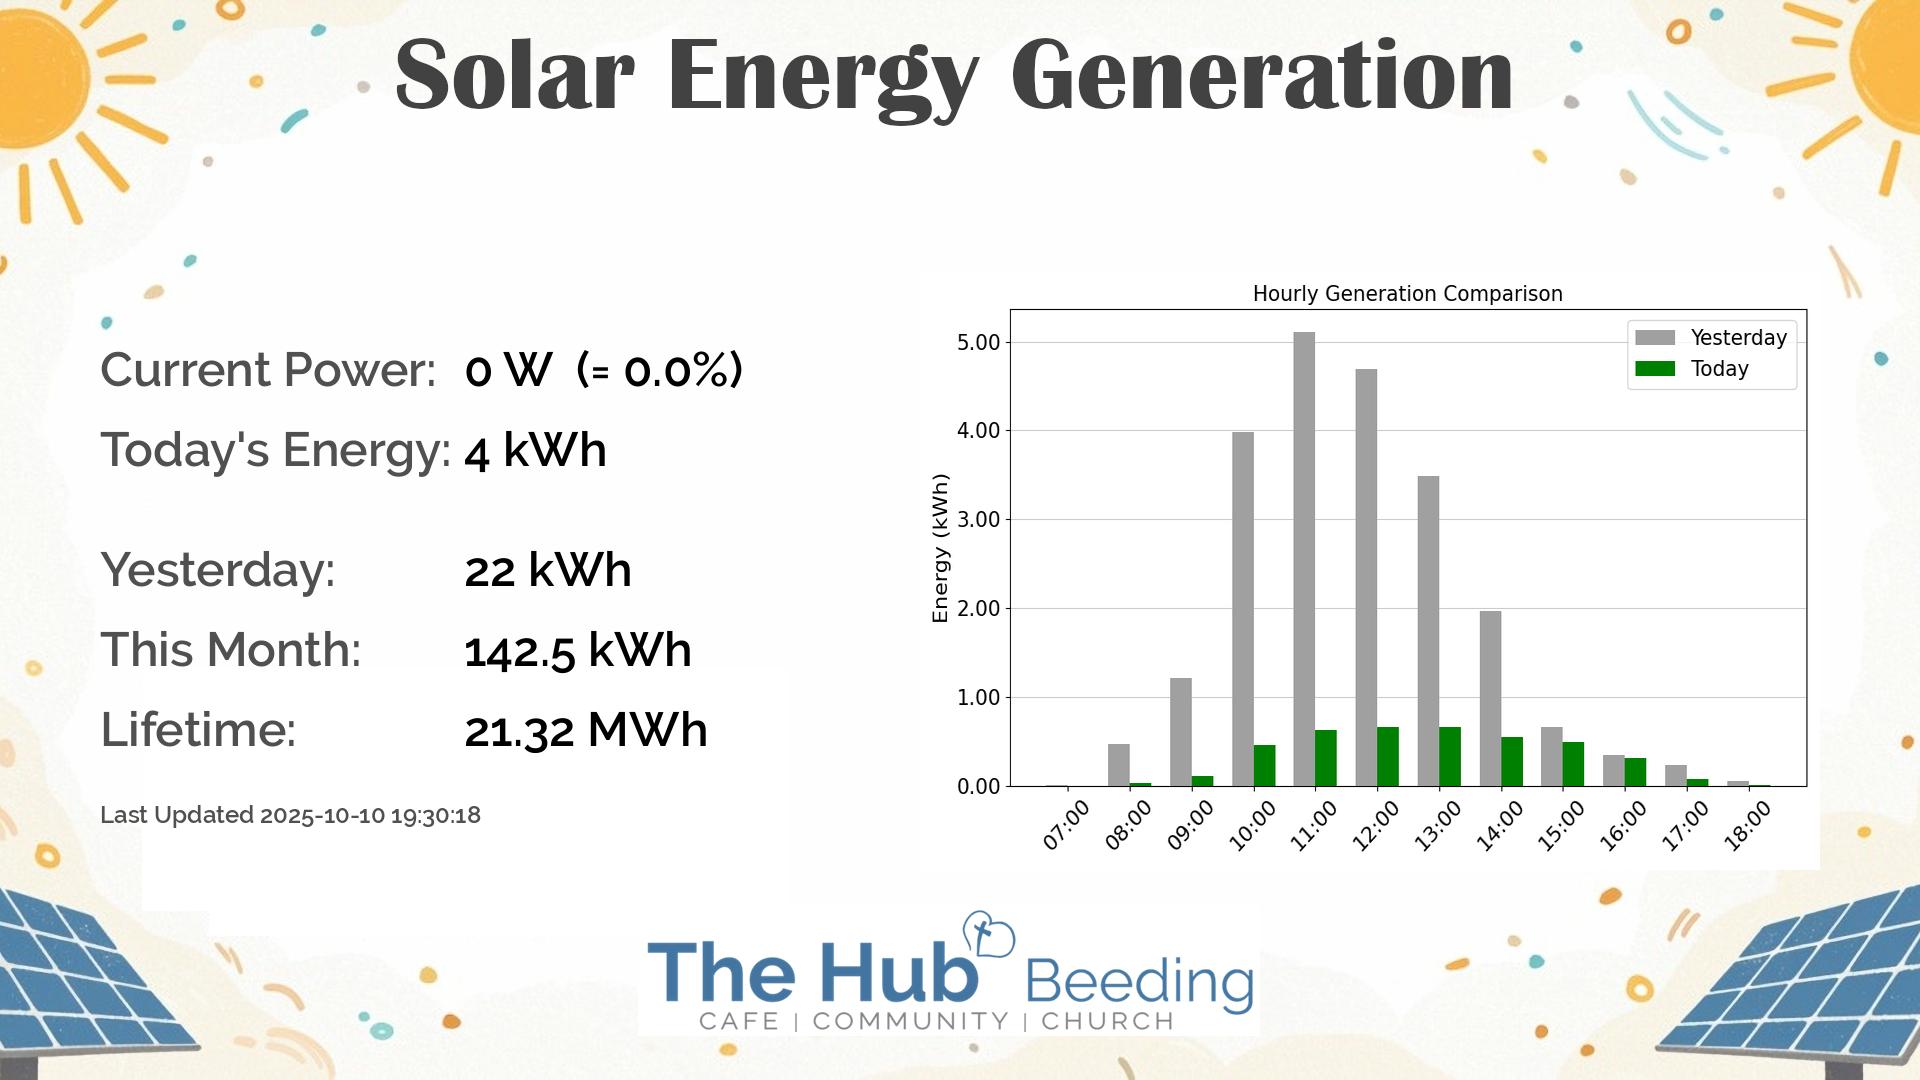 Solar Energy Generation
Current Power: 0 W (= 0.0%)
Today's Energy: 4 kWh
Yesterday: 22 kWh
This Month: 142.5 kWh
Lifetime: 21.32 MWh
Last Updated 2025-10-10 19:30:18
Hourly Generation Comparison
Yesterday
Today
Energy (kWh)
5.00
4.00
3.00
2.00
1.00
0.00
07:00 08:00 09:00 10:00 11:00 12:00 13:00 14:00 15:00 16:00 17:00 18:00
The Hub Beeding
CAFE | COMMUNITY | CHURCH